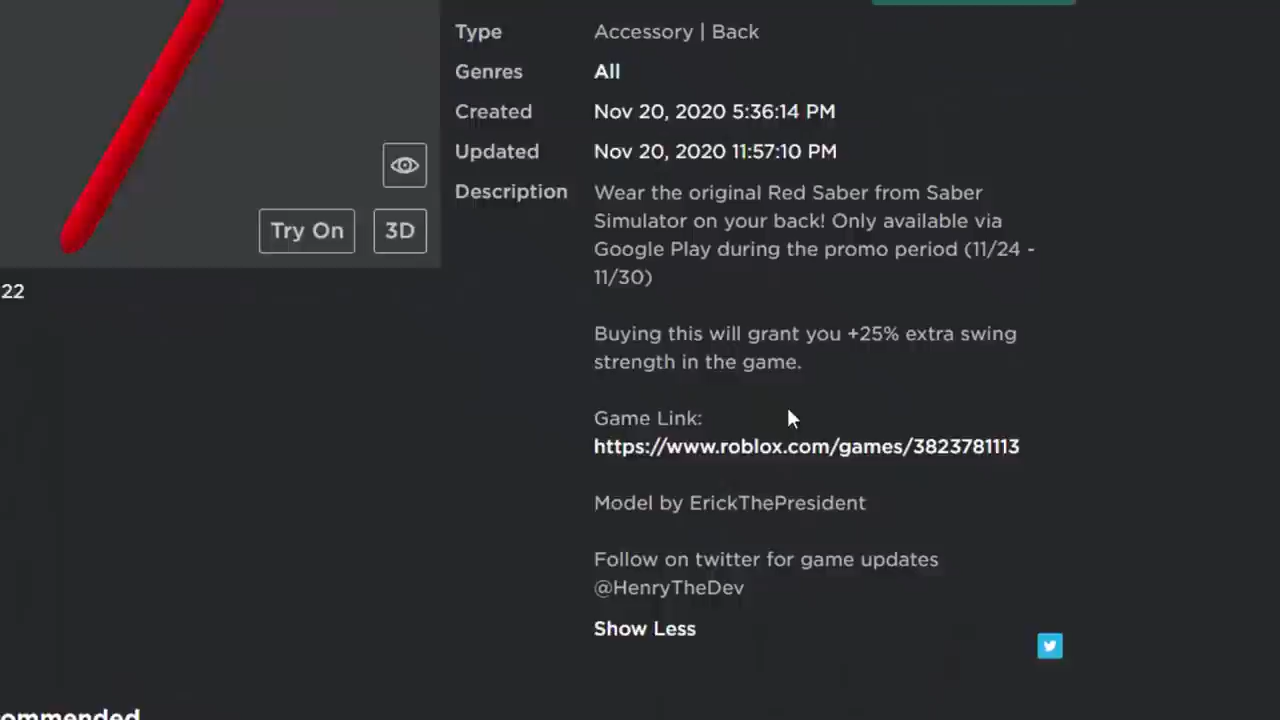 Type
Accessory | Back
Genres
All
Created
Nov 20, 2020 5:36:14 PM
Updated
Nov 20, 2020 11:57:10 PM
Description
Wear the original Red Saber from Saber
Simulator on your back! Only available via
Google Play during the promo period (11/24 -
11/30)
Buying this will grant you +25% extra swing
strength in the game.
Game Link:
https://www.roblox.com/games/3823781113
Model by ErickThePresident
Follow on twitter for game updates
@HenryTheDev
Show Less
Try On
3D
22
ommended